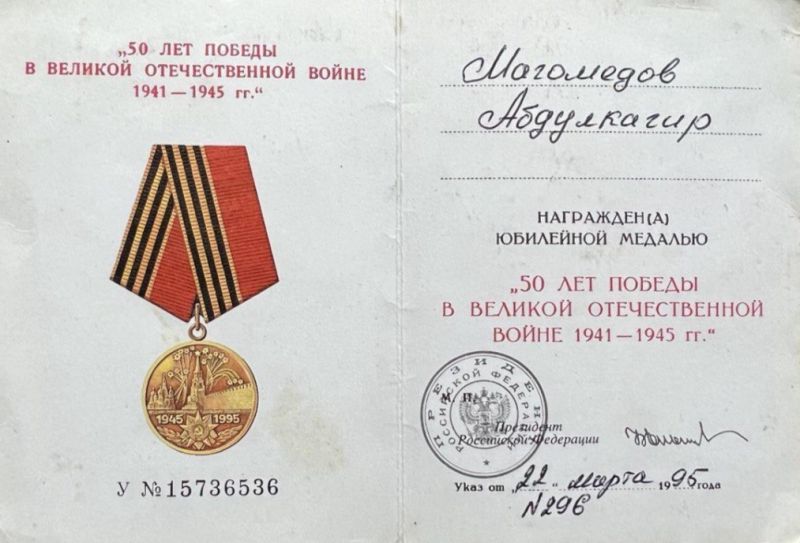 „50 ЛЕТ ПОБЕДЫ
В ВЕЛИКОЙ ОТЕЧЕСТВЕННОЙ ВОЙНЕ
1941 — 1945 гг.“
1945 1995
У № 15736536
Магомедов
Абдулкагир
НАГРАЖДЕН(А)
ЮБИЛЕЙНОЙ МЕДАЛЬЮ
„50 ЛЕТ ПОБЕДЫ
В ВЕЛИКОЙ ОТЕЧЕСТВЕННОЙ
ВОЙНЕ 1941 — 1945 гг.“
ПРЕЗИДЕНТ
РОССИЙСКОЙ ФЕДЕРАЦИИ
М. П.
Президент
Российской Федерации
Указ от „22“ марта 1995 года
N296